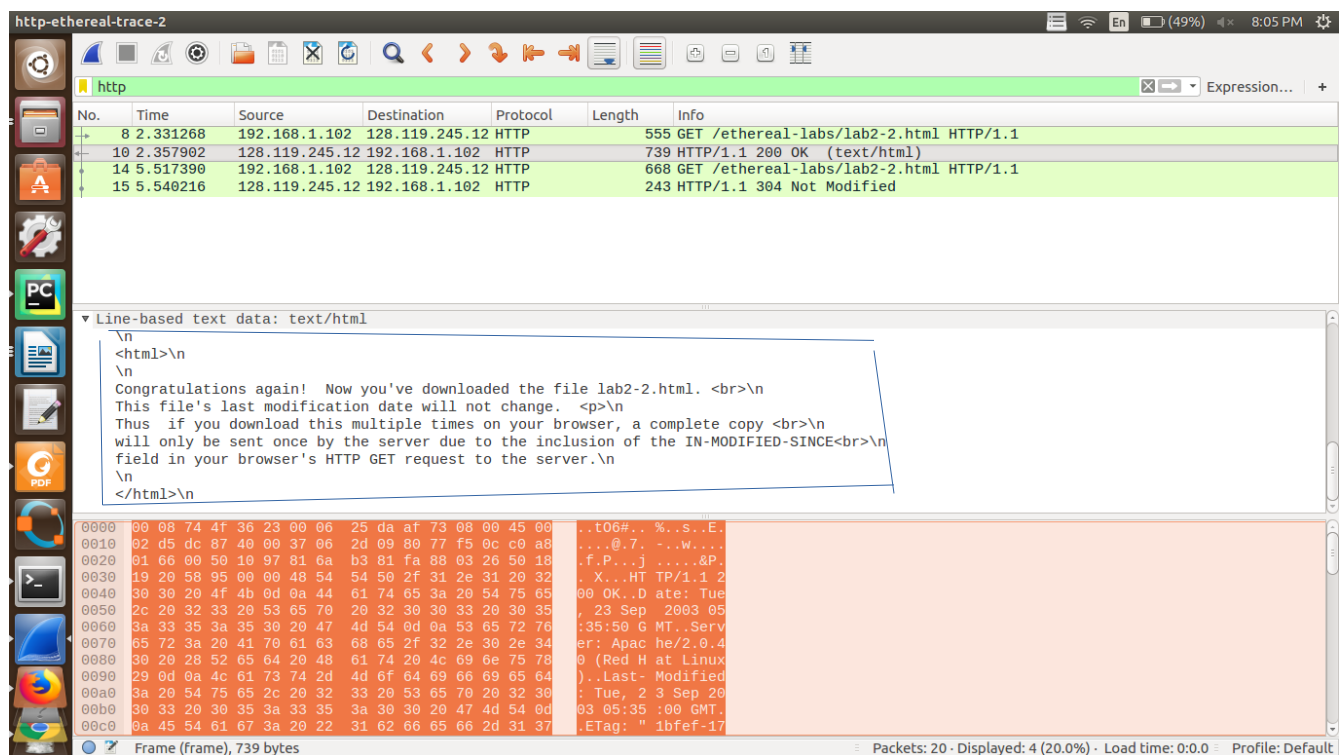 http-ethereal-trace-2 En (49%) 8:05 PM
http Expression... +
No. Time Source Destination Protocol Length Info
8 2.331268 192.168.1.102 128.119.245.12 HTTP 555 GET /ethereal-labs/lab2-2.html HTTP/1.1
10 2.357902 128.119.245.12 192.168.1.102 HTTP 739 HTTP/1.1 200 OK (text/html)
14 5.517390 192.168.1.102 128.119.245.12 HTTP 668 GET /ethereal-labs/lab2-2.html HTTP/1.1
15 5.540216 128.119.245.12 192.168.1.102 HTTP 243 HTTP/1.1 304 Not Modified
PC
PDF
Line-based text data: text/html
\n
<html>\n
\n
Congratulations again!  Now you've downloaded the file lab2-2.html. <br>\n
This file's last modification date will not change.  <p>\n
Thus  if you download this multiple times on your browser, a complete copy <br>\n
will only be sent once by the server due to the inclusion of the IN-MODIFIED-SINCE<br>\n
field in your browser's HTTP GET request to the server.\n
\n
</html>\n
0000 00 08 74 4f 36 23 00 06 25 da af 73 08 00 45 00 ..tO6#.. %..s..E.
0010 02 d5 dc 87 40 00 37 06 2d 09 80 77 f5 0c c0 a8 ....@.7. -..w....
0020 01 66 00 50 10 97 81 6a b3 81 fa 88 03 26 50 18 .f.P...j .....&P.
0030 19 20 58 95 00 00 48 54 54 50 2f 31 2e 31 20 32 . X...HT TP/1.1 2
0040 30 30 20 4f 4b 0d 0a 44 61 74 65 3a 20 54 75 65 00 OK..D ate: Tue
0050 2c 20 32 33 20 53 65 70 20 32 30 30 33 20 30 35 , 23 Sep  2003 05
0060 3a 33 35 3a 35 30 20 47 4d 54 0d 0a 53 65 72 76 :35:50 G MT..Serv
0070 65 72 3a 20 41 70 61 63 68 65 2f 32 2e 30 2e 34 er: Apac he/2.0.4
0080 30 20 28 52 65 64 20 48 61 74 20 4c 69 6e 75 78 0 (Red H at Linux
0090 29 0d 0a 4c 61 73 74 2d 4d 6f 64 69 66 69 65 64 )..Last- Modified
00a0 3a 20 54 75 65 2c 20 32 33 20 53 65 70 20 32 30 : Tue, 2 3 Sep 20
00b0 30 33 20 30 35 3a 33 35 3a 30 30 20 47 4d 54 0d 03 05:35 :00 GMT.
00c0 0a 45 54 61 67 3a 20 22 31 62 66 65 66 2d 31 37 .ETag: " 1bfef-17
Frame (frame), 739 bytes Packets: 20 · Displayed: 4 (20.0%) · Load time: 0:0.0 Profile: Default